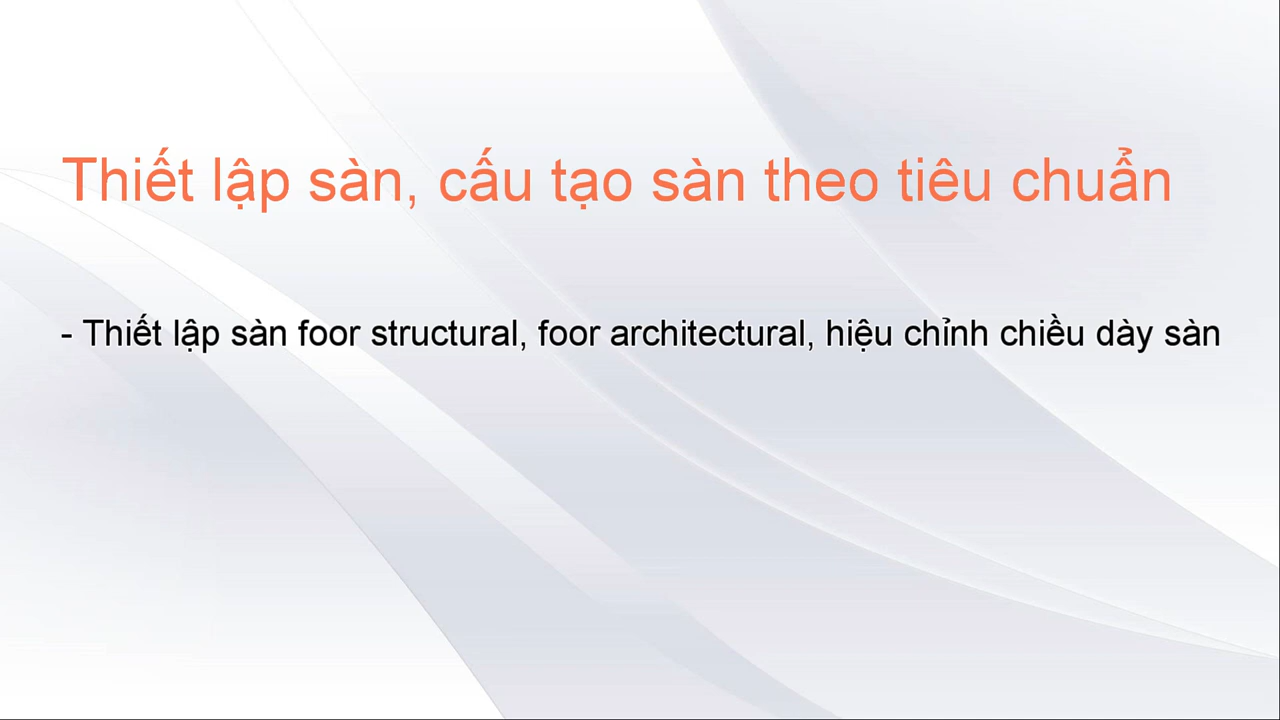 Thiết lập sàn, cấu tạo sàn theo tiêu chuẩn
- Thiết lập sàn foor structural, foor architectural, hiệu chỉnh chiều dày sàn